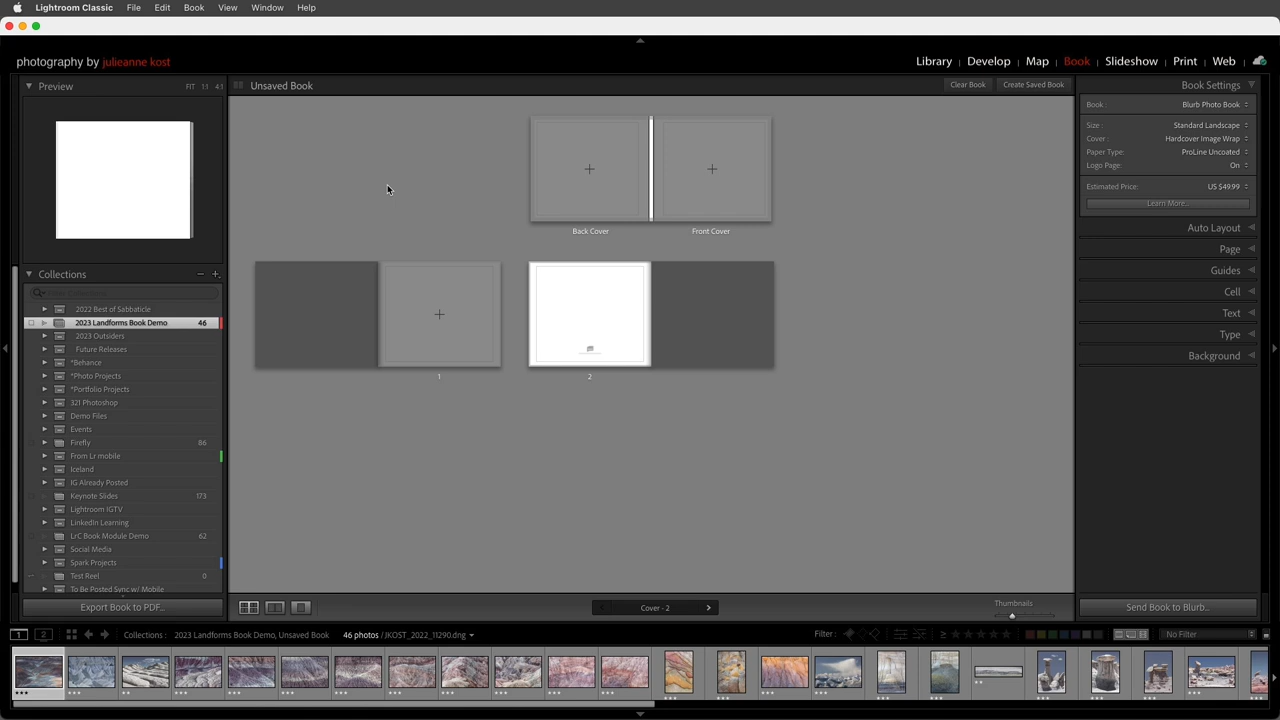 Lightroom Classic File Edit Book View Window Help
photography by julieanne kost
Library | Develop | Map | Book | Slideshow | Print | Web
Preview FIT 1:1 4:1
Unsaved Book Clear Book Create Saved Book
Book Settings
Book : Blurb Photo Book
Size : Standard Landscape
Cover : Hardcover Image Wrap
Paper Type: ProLine Uncoated
Logo Page: On
Estimated Price: US $49.99
Learn More...
Auto Layout
Page
Guides
Cell
Text
Type
Background
Back Cover Front Cover
1 2
Collections
2022 Best of Sabbaticle
2023 Landforms Book Demo 46
2023 Outsiders
Future Releases
*Behance
*Photo Projects
*Portfolio Projects
321 Photoshop
Demo Files
Events
Firefly 86
From Lr mobile
Iceland
IG Already Posted
Keynote Slides 173
Lightroom IGTV
LinkedIn Learning
LrC Book Module Demo 62
Social Media
Spark Projects
Test Reel 0
To Be Posted Sync w/ Mobile
Export Book to PDF...
Cover - 2
Thumbnails
Send Book to Blurb...
1 2 Collections : 2023 Landforms Book Demo, Unsaved Book 46 photos / JKOST_2022_11290.dng Filter : No Filter